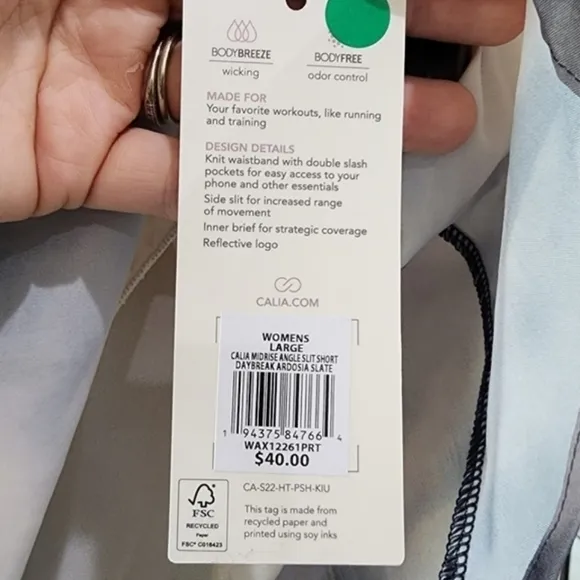 BODYBREEZE
wicking
BODYFREE
odor control
MADE FOR
Your favorite workouts, like running
and training
DESIGN DETAILS
Knit waistband with double slash
pockets for easy access to your
phone and other essentials
Side slit for increased range
of movement
Inner brief for strategic coverage
Reflective logo
CALIA.COM
WOMENS
LARGE
CALIA MIDRISE ANGLE SLIT SHORT
DAYBREAK ARDOSIA SLATE
1 94375 84766 4
WAX12261PRT
$40.00
CA-S22-HT-PSH-KIU
This tag is made from
recycled paper and
printed using soy inks
FSC
RECYCLED
Paper
FSC® C016423